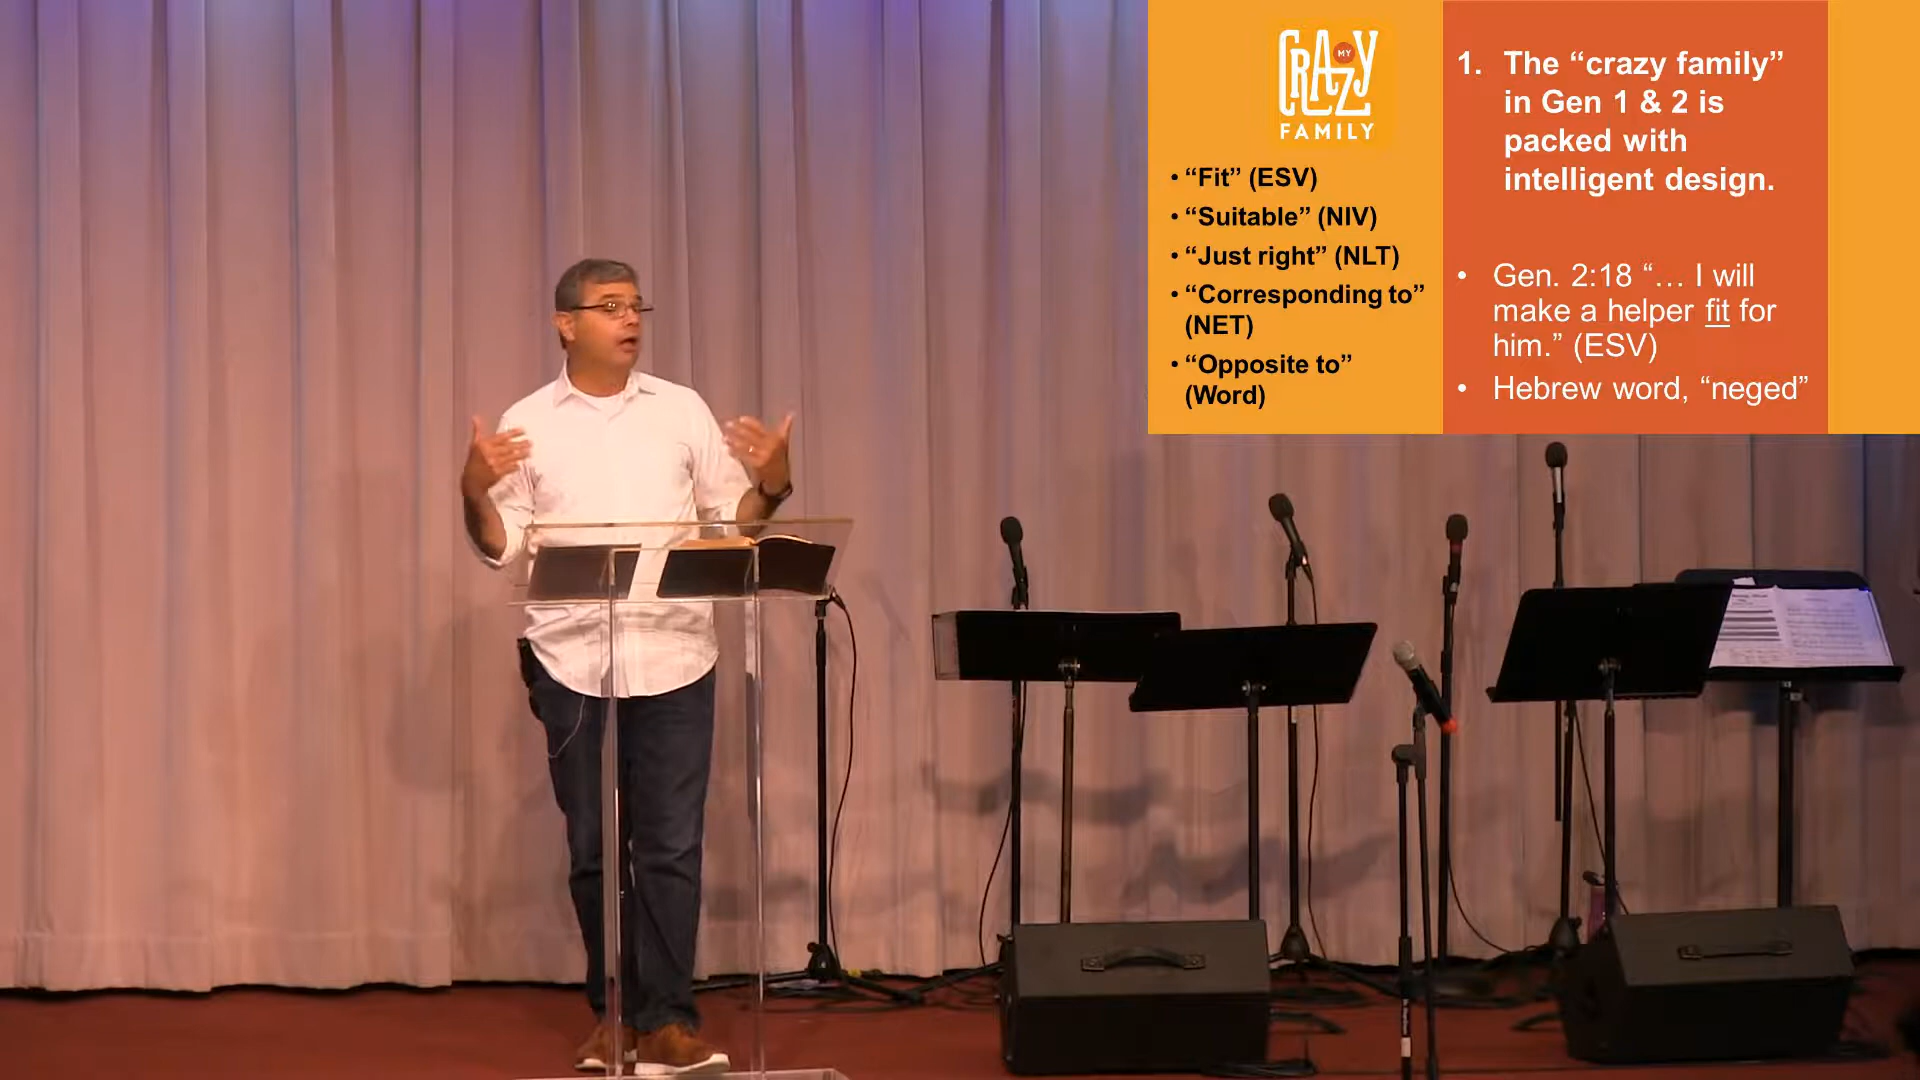 CRAZY
MY
FAMILY
• “Fit” (ESV)
• “Suitable” (NIV)
• “Just right” (NLT)
• “Corresponding to”
(NET)
• “Opposite to”
(Word)
1. The “crazy family”
in Gen 1 & 2 is
packed with
intelligent design.
• Gen. 2:18 “… I will
make a helper fit for
him.” (ESV)
• Hebrew word, “neged”